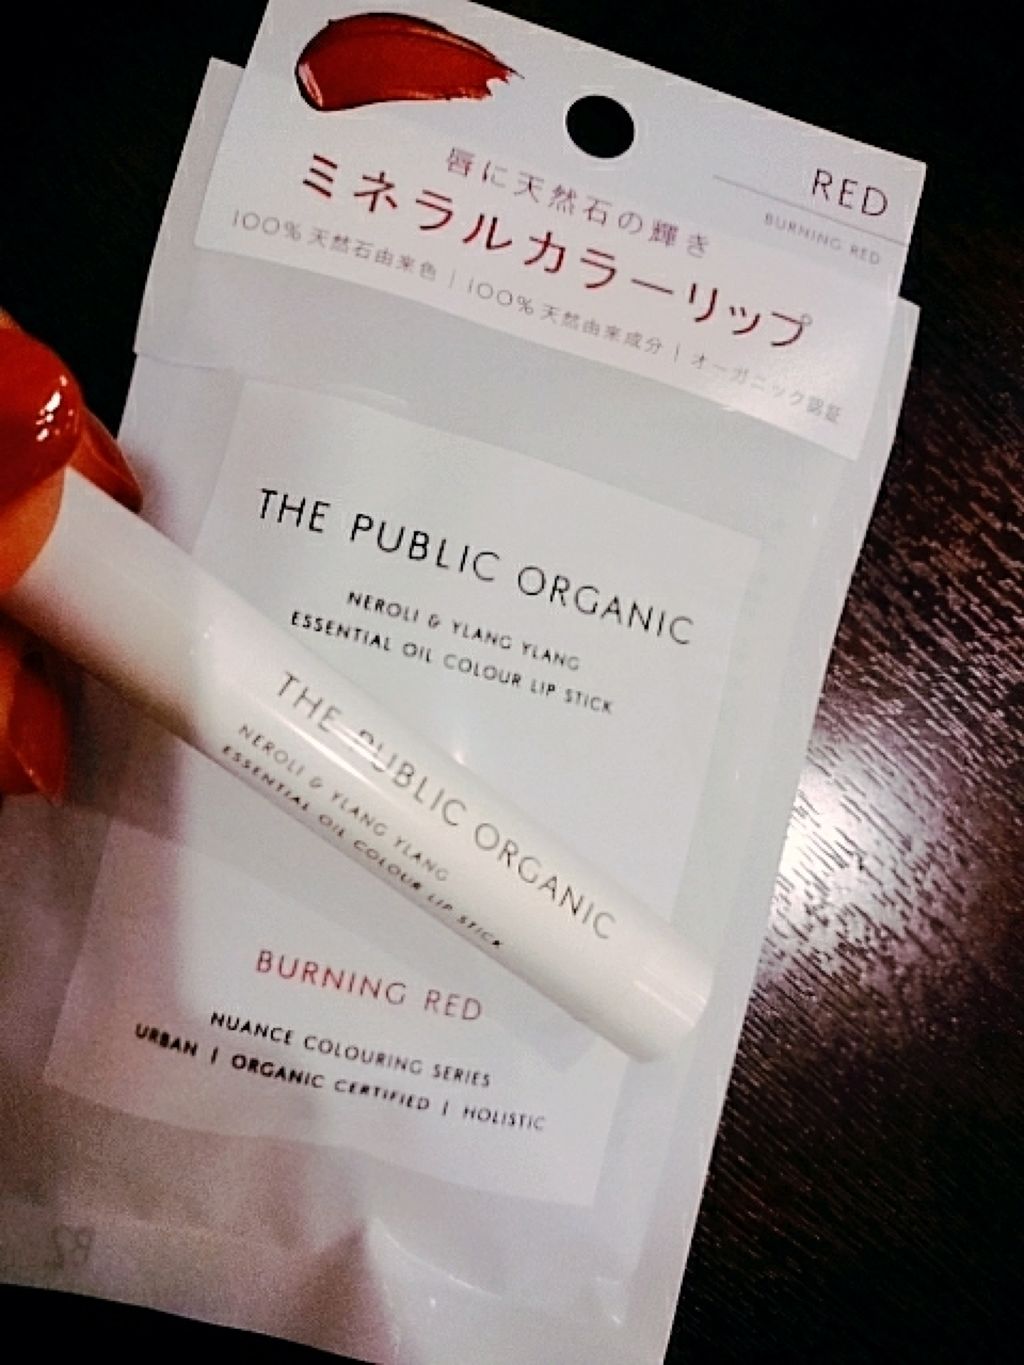 RED
BURNING RED
唇に天然石の輝き
ミネラルカラーリップ
100% 天然石由来色 | 100% 天然由来成分 | オーガニック認証
THE PUBLIC ORGANIC
NEROLI & YLANG YLANG
ESSENTIAL OIL COLOUR LIP STICK
THE PUBLIC ORGANIC
NEROLI & YLANG YLANG
ESSENTIAL OIL COLOUR LIP STICK
BURNING RED
NUANCE COLOURING SERIES
URBAN | ORGANIC CERTIFIED | HOLISTIC